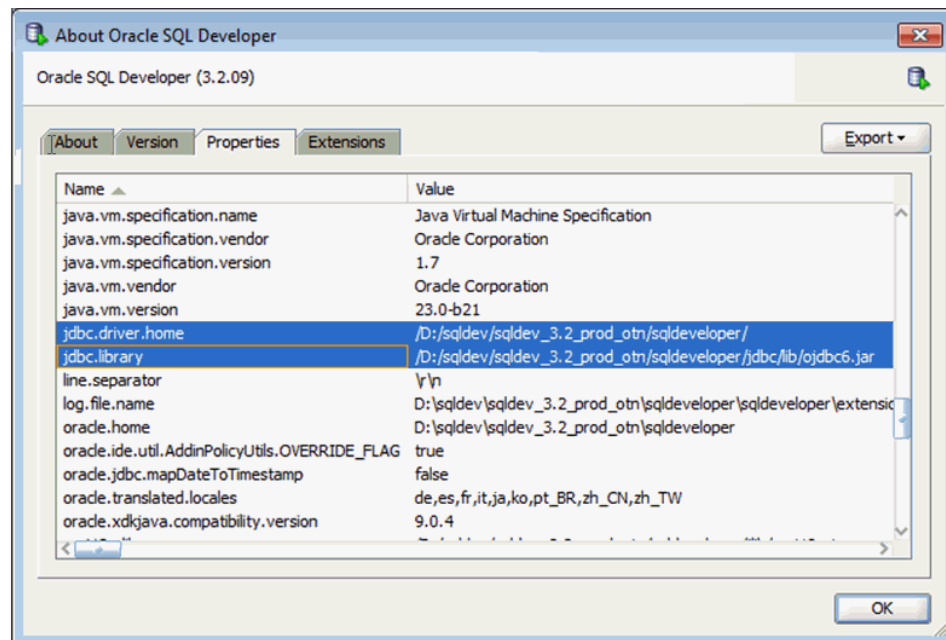 About Oracle SQL Developer
Oracle SQL Developer (3.2.09)
About Version Properties Extensions Export
Name Value
java.vm.specification.name Java Virtual Machine Specification
java.vm.specification.vendor Oracle Corporation
java.vm.specification.version 1.7
java.vm.vendor Oracle Corporation
java.vm.version 23.0-b21
jdbc.driver.home /D:/sqldev/sqldev_3.2_prod_otn/sqldeveloper/
jdbc.library /D:/sqldev/sqldev_3.2_prod_otn/sqldeveloper/jdbc/lib/ojdbc6.jar
line.separator \r\n
log.file.name D:\sqldev\sqldev_3.2_prod_otn\sqldeveloper\sqldeveloper\extensic
oracle.home D:\sqldev\sqldev_3.2_prod_otn\sqldeveloper
oracle.ide.util.AddinPolicyUtils.OVERRIDE_FLAG true
oracle.jdbc.mapDateToTimestamp false
oracle.translated.locales de,es,fr,it,ja,ko,pt_BR,zh_CN,zh_TW
oracle.xdkjava.compatibility.version 9.0.4
OK